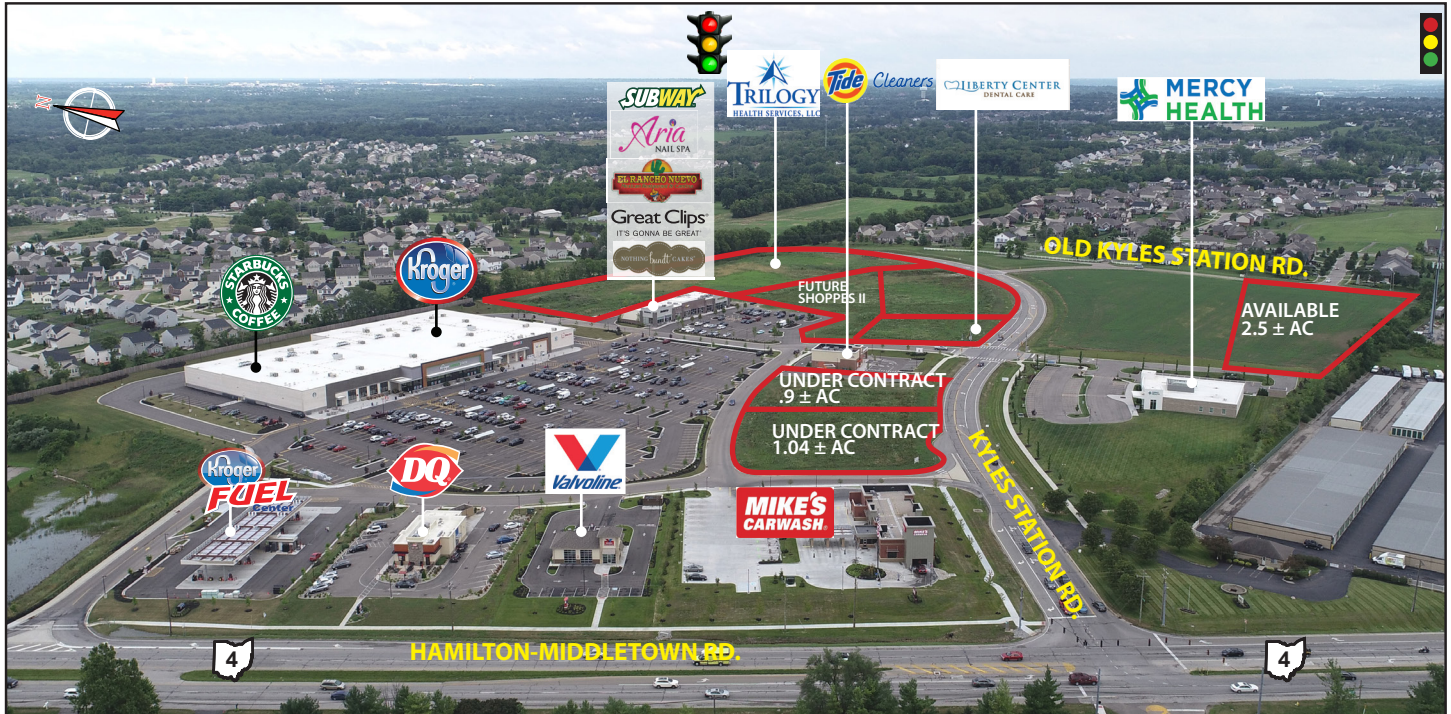 N
SUBWAY
Aria
NAIL SPA
EL RANCHO NUEVO
Great Clips®
IT'S GONNA BE GREAT®
NOTHING bundt CAKES®
TRILOGY
HEALTH SERVICES, LLC
Tide Cleaners
LIBERTY CENTER
DENTAL CARE
MERCY
HEALTH
STARBUCKS
COFFEE
Kroger
OLD KYLES STATION RD.
FUTURE
SHOPPES II
AVAILABLE
2.5 ± AC
UNDER CONTRACT
.9 ± AC
UNDER CONTRACT
1.04 ± AC
Kroger
FUEL
Center
DQ
Valvoline
MIKE'S
CARWASH®
KYLES STATION RD.
4
HAMILTON-MIDDLETOWN RD.
4